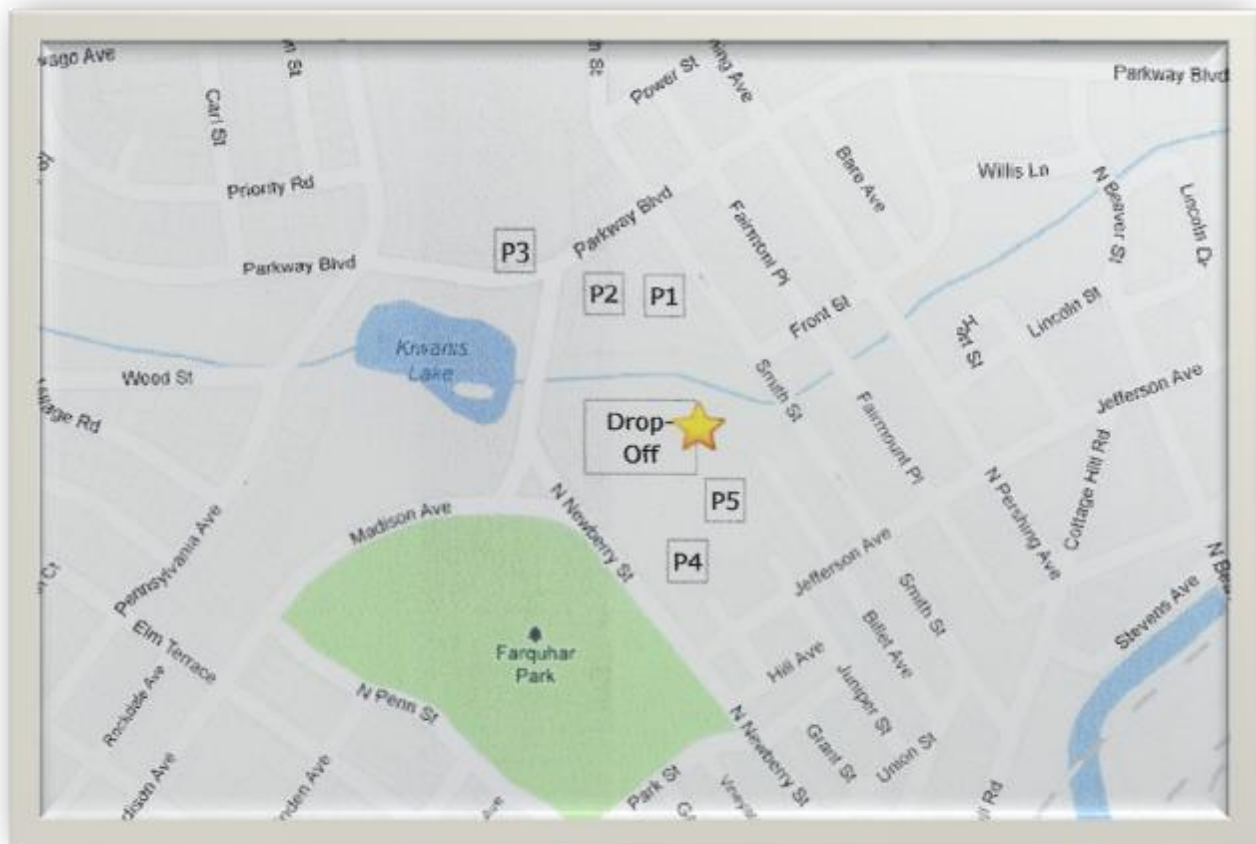 Parkway Blvd
Power St
Carl St
Priority Rd
Bare Ave
Willis Ln
N Beaver St
Lincoln Dr
Parkway Blvd
Fairmont Pl
P3
Parkway Blvd
P2
P1
Front St
Lincoln St
Lake
Wood St
Smith St
Jefferson Ave
Drop-
Off
Fairmount Pl
Cottage Hill Rd
P5
N Pershing Ave
Madison Ave
N Newberry St
Pennsylvania Ave
P4
Jefferson Ave
Smith St
Stevens Ave
Billet Ave
Elm Terrace
Farquhar
Park
Hill Ave
Juniper St
Rockdale Ave
N Penn St
N Newberry St
Grant St
Union St
Park St